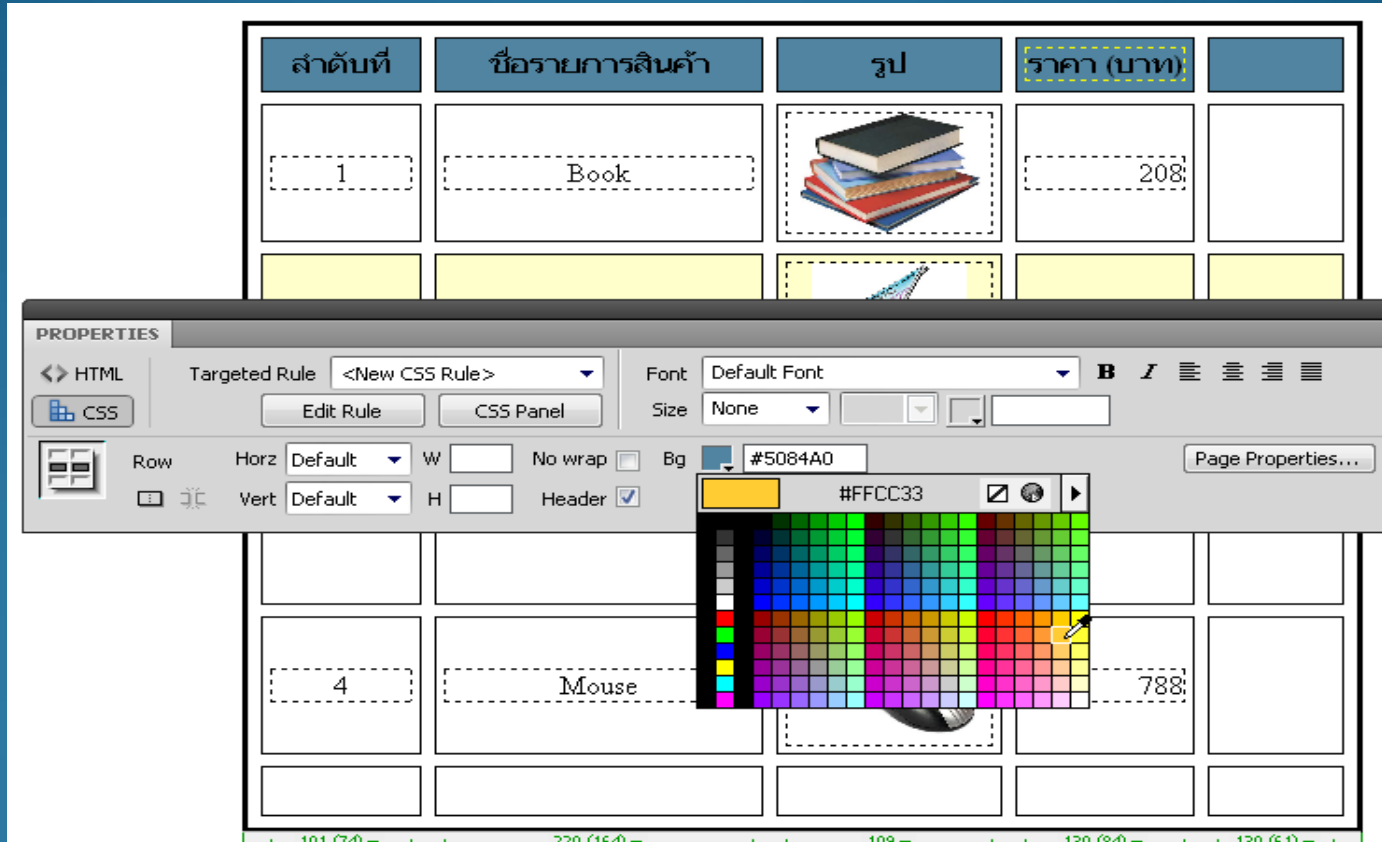 ลำดับที่ ชื่อรายการสินค้า รูป ราคา (บาท)
1 Book 208
PROPERTIES
<> HTML Targeted Rule <New CSS Rule> Font Default Font B I
CSS Edit Rule CSS Panel Size None
Row Horz Default W No wrap Bg #5084A0 Page Properties...
Vert Default H Header #FFCC33
4 Mouse 788